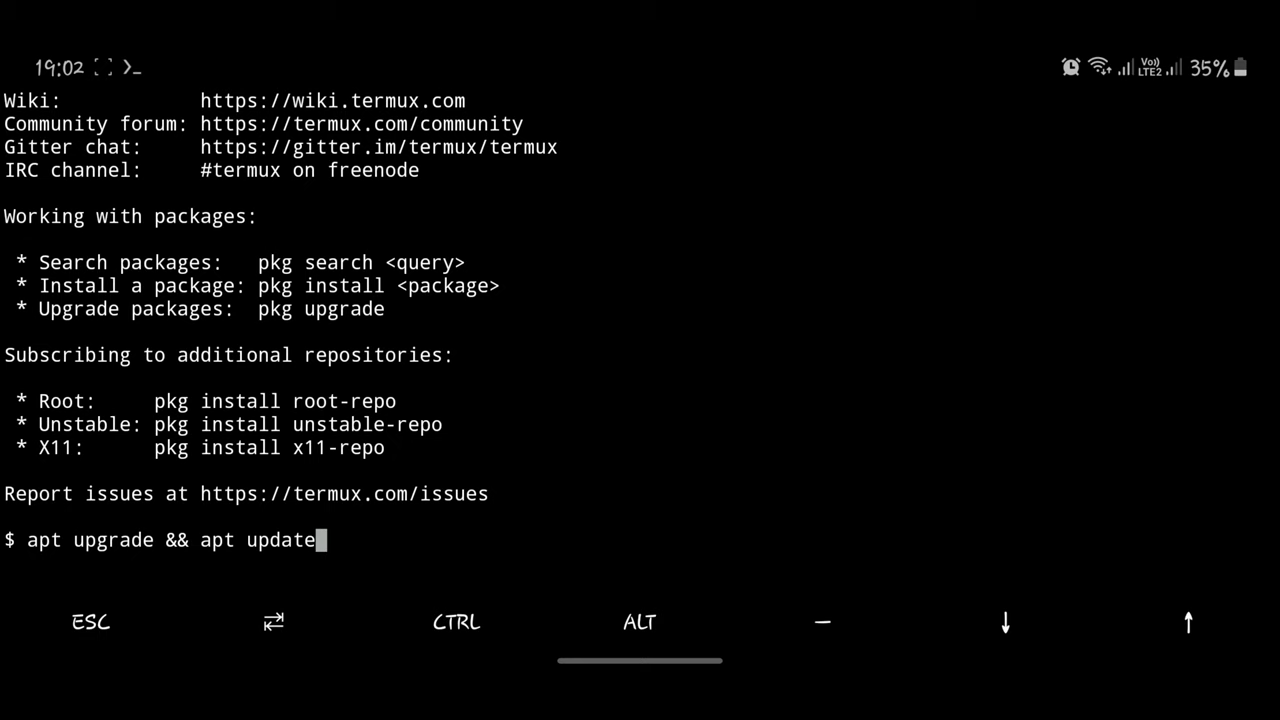 19:02 >_ Vo) LTE2 35%
Wiki: https://wiki.termux.com
Community forum: https://termux.com/community
Gitter chat: https://gitter.im/termux/termux
IRC channel: #termux on freenode
Working with packages:
* Search packages: pkg search <query>
* Install a package: pkg install <package>
* Upgrade packages: pkg upgrade
Subscribing to additional repositories:
* Root: pkg install root-repo
* Unstable: pkg install unstable-repo
* X11: pkg install x11-repo
Report issues at https://termux.com/issues
$ apt upgrade && apt update
ESC ⇄ CTRL ALT — ↓ ↑